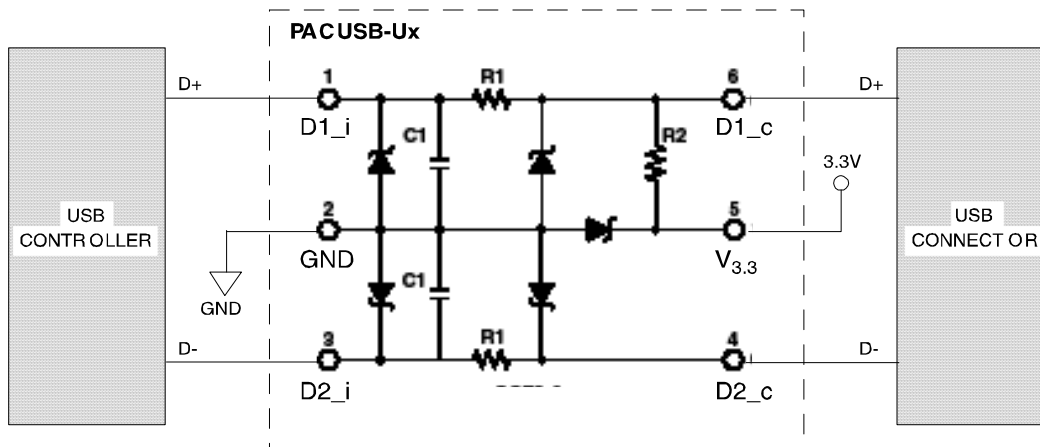 PACUSB-Ux
D+
1
R1
6
D+
D1_i
C1
D1_c
R2
3.3V
USB
CONTROLLER
2
5
USB
CONNECTOR
GND
V3.3
GND
C1
D-
3
R1
4
D-
D2_i
D2_c